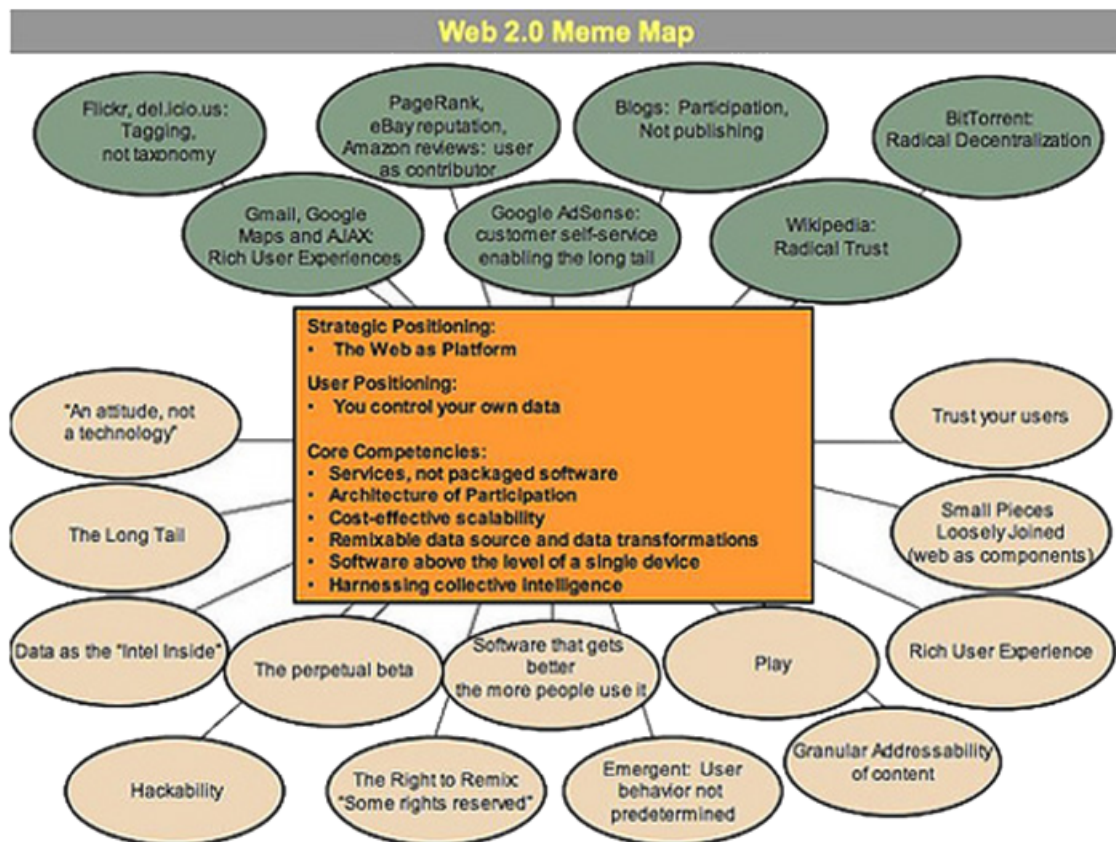 Web 2.0 Meme Map
Flickr, del.icio.us:
Tagging,
not taxonomy
PageRank,
eBay reputation,
Amazon reviews: user
as contributor
Blogs: Participation,
Not publishing
BitTorrent:
Radical Decentralization
Gmail, Google
Maps and AJAX:
Rich User Experiences
Google AdSense:
customer self-service
enabling the long tail
Wikipedia:
Radical Trust
Strategic Positioning:
• The Web as Platform
User Positioning:
• You control your own data
Core Competencies:
• Services, not packaged software
• Architecture of Participation
• Cost-effective scalability
• Remixable data source and data transformations
• Software above the level of a single device
• Harnessing collective intelligence
"An attitude, not
a technology"
Trust your users
The Long Tail
Small Pieces
Loosely Joined
(web as components)
Data as the "Intel Inside"
The perpetual beta
Software that gets
better
the more people use it
Play
Rich User Experience
Hackability
The Right to Remix:
"Some rights reserved"
Emergent: User
behavior not
predetermined
Granular Addressability
of content